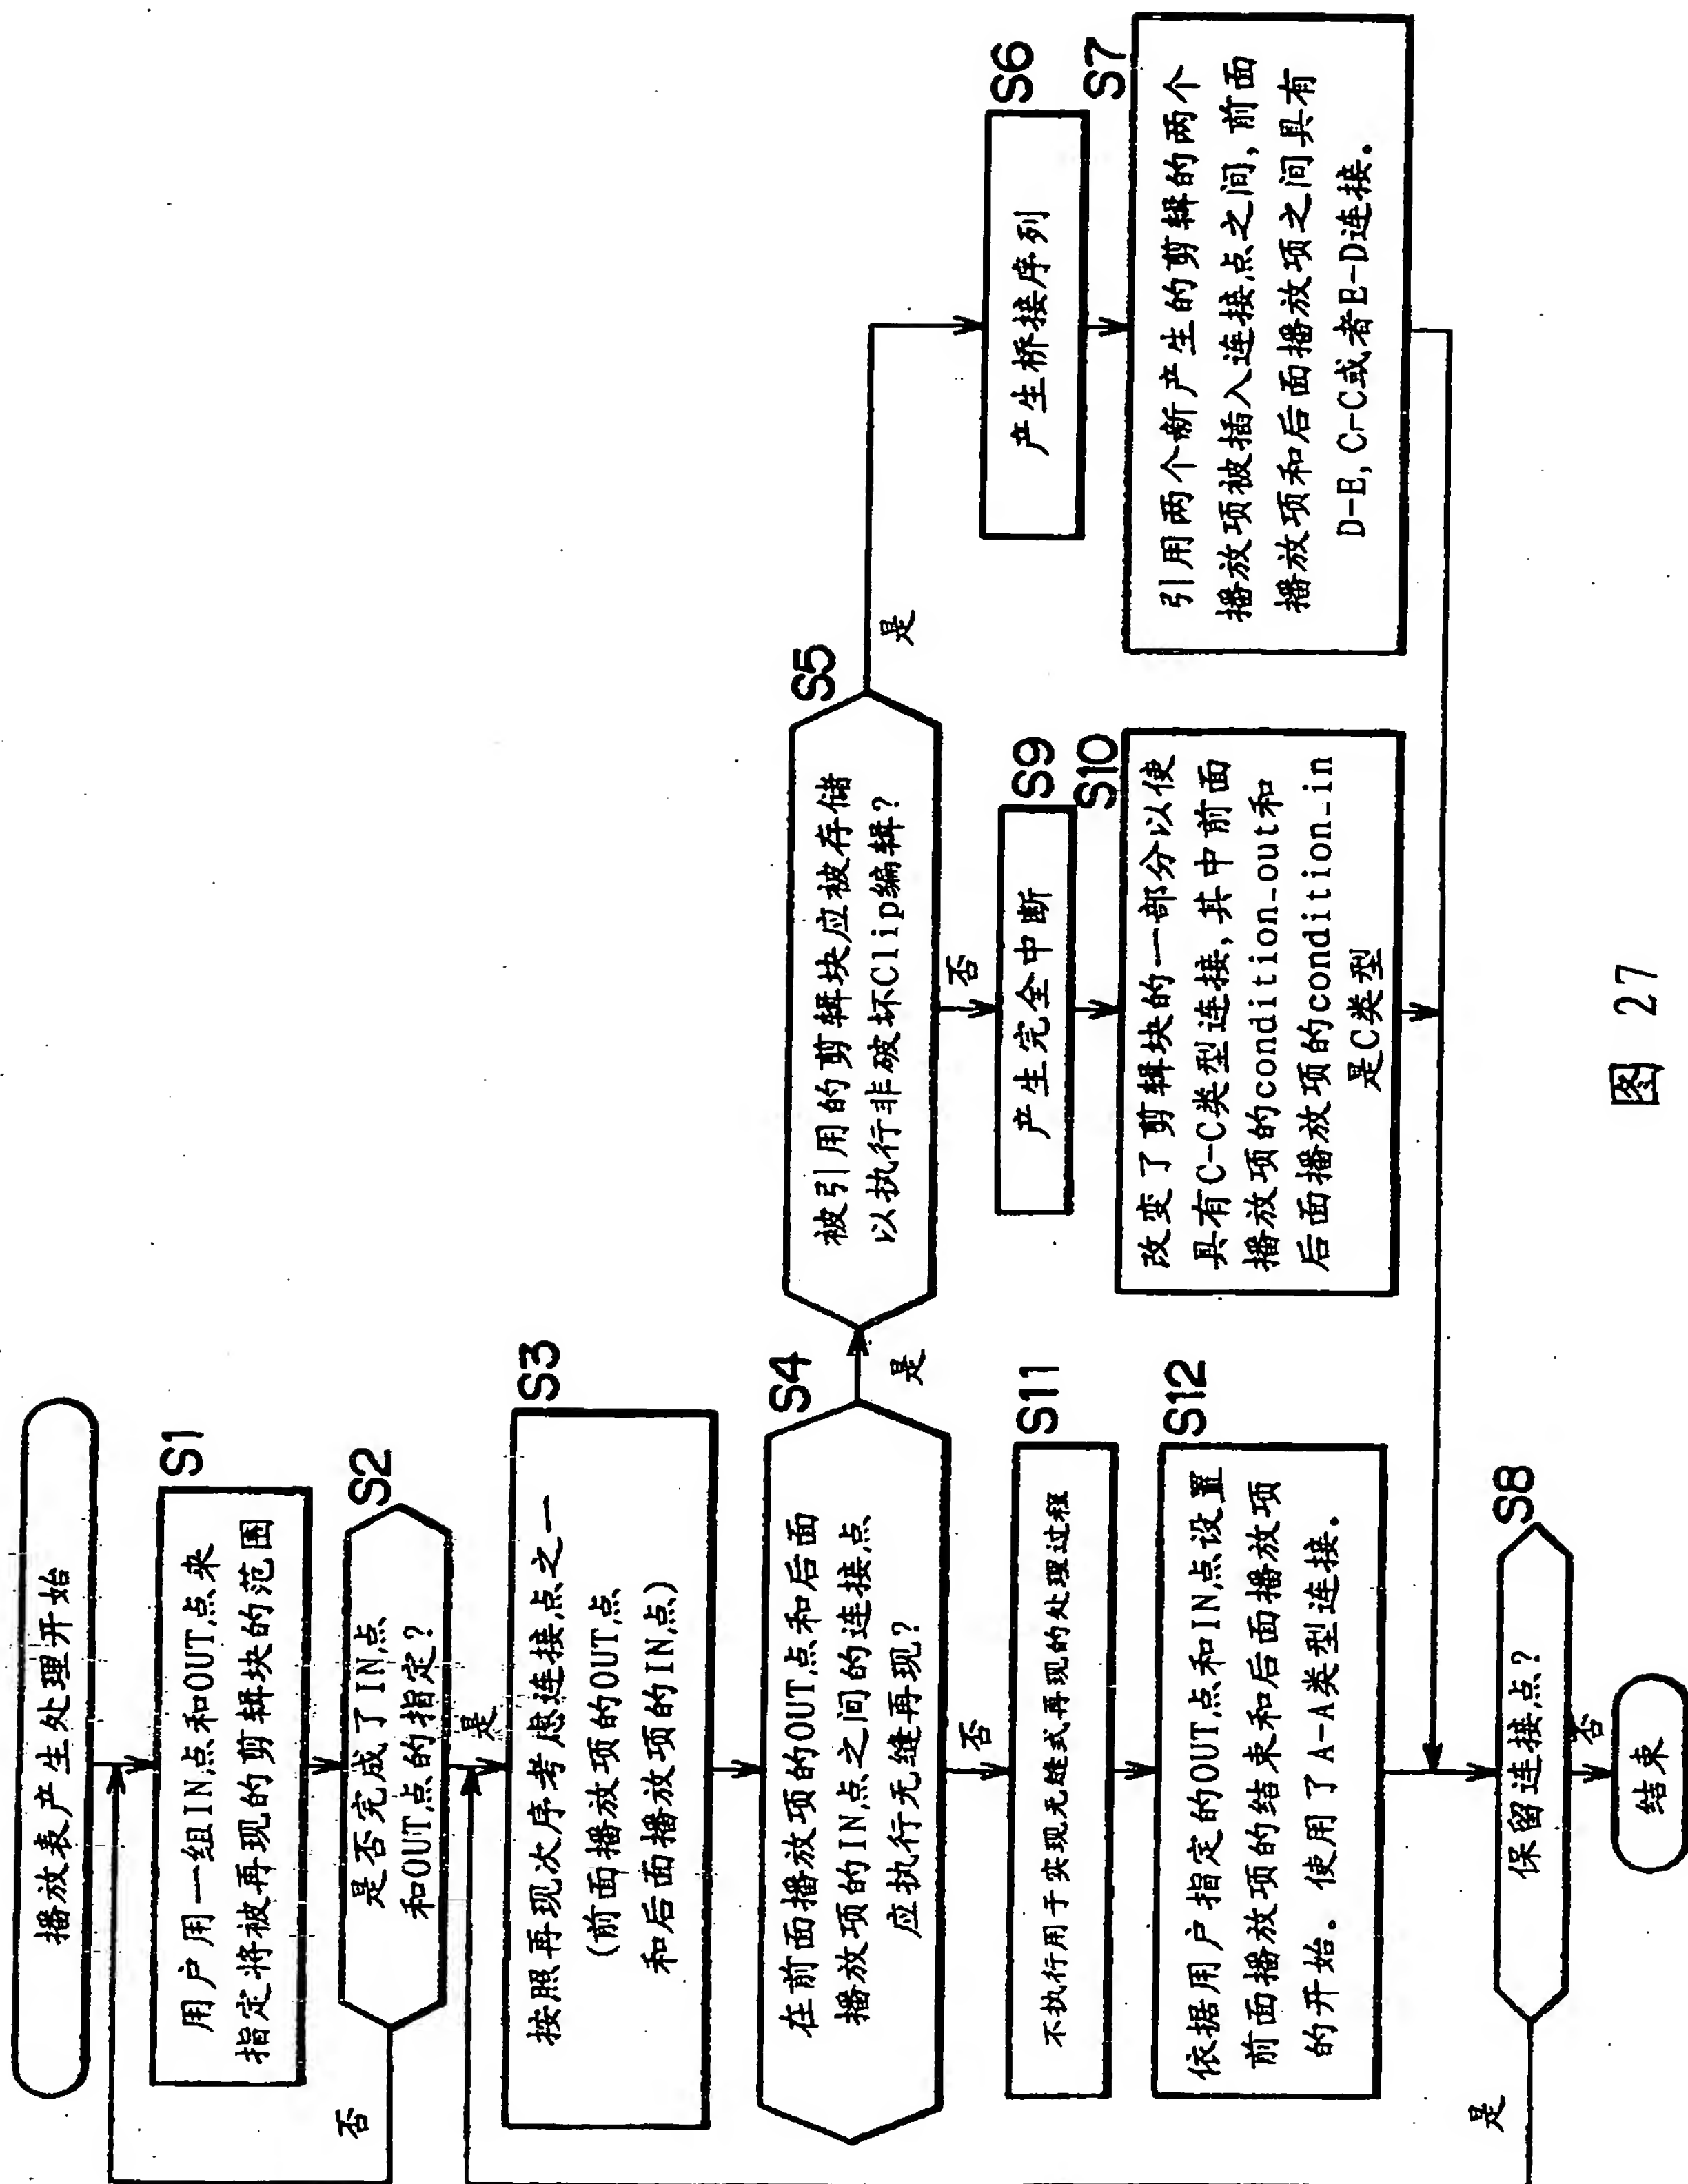 播放表产生处理开始
S1
用户用一组IN点和OUT点来
指定将被再现的剪辑块的范围
S2
是否完成了IN点
和OUT点的指定?
否
是
S3
按照再现次序考虑连接点之一
(前面播放项的OUT点
和后面播放项的IN点)
S4
在前面播放项的OUT点和后面
播放项的IN点之间的连接点
应执行无缝再现?
是
否
S5
被引用的剪辑块应被存储
以执行非破坏Clip编辑?
是
否
S6
产生桥接序列
S7
引用两个新产生的剪辑的两个
播放项被插入连接点之间,前面
播放项和后面播放项之间具有
D-E,C-C或者E-D连接。
S9
产生完全中断
S10
改变了剪辑块的一部分以使
具有C-C类型连接,其中前面
播放项的condition_out和
后面播放项的condition_in
是C类型
S11
不执行用于实现无缝式再现的处理过程
S12
依据用户指定的OUT点和IN点设置
前面播放项的结束和后面播放项
的开始。使用了A-A类型连接。
S8
保留连接点?
是
否
结束
图 27